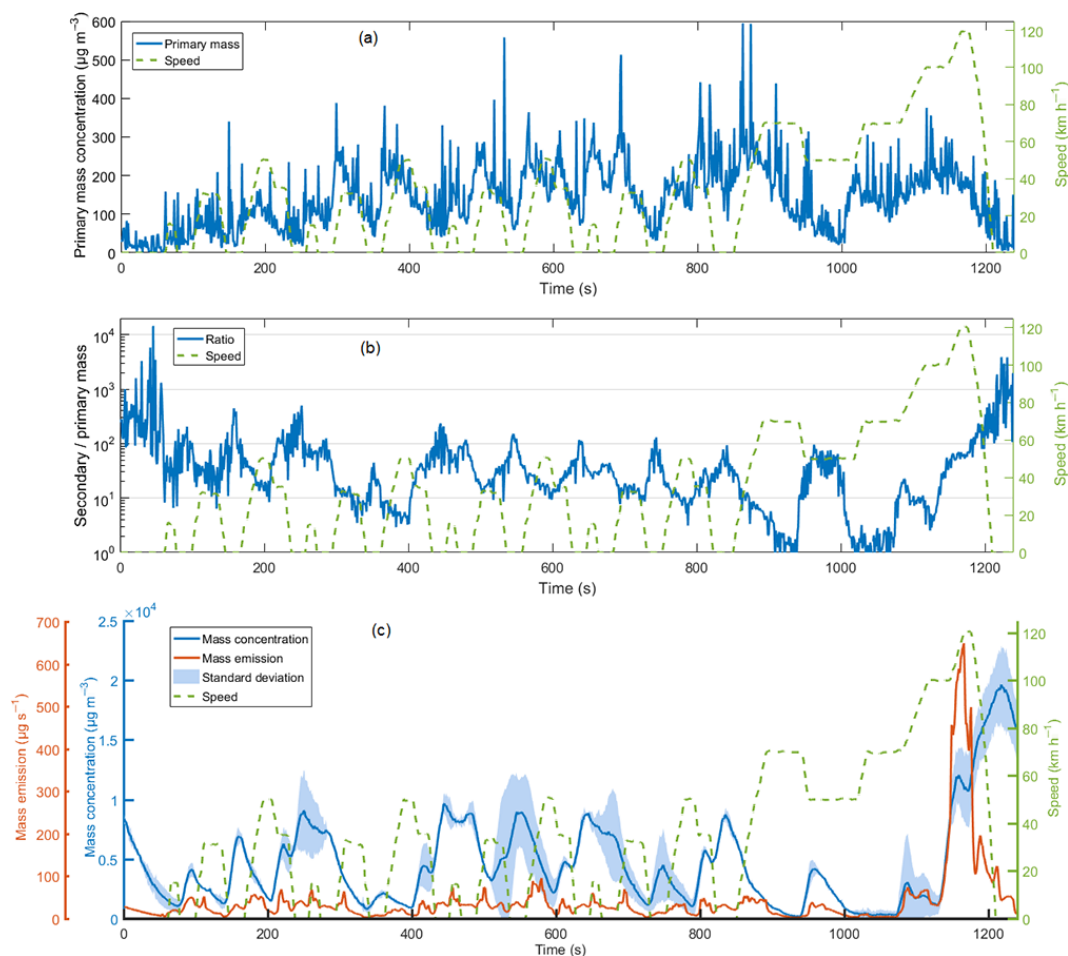 (a)
Primary mass
Speed
Primary mass concentration (µg m⁻³)
0
100
200
300
400
500
600
Speed (km h⁻¹)
0
20
40
60
80
100
120
0 200 400 600 800 1000 1200
Time (s)
(b)
Ratio
Speed
Secondary / primary mass
10⁰
10¹
10²
10³
10⁴
Speed (km h⁻¹)
0
20
40
60
80
100
120
0 200 400 600 800 1000 1200
Time (s)
(c)
Mass concentration
Mass emission
Standard deviation
Speed
Mass emission (µg s⁻¹)
0
100
200
300
400
500
600
700
Mass concentration (µg m⁻³)
× 10⁴
0
0.5
1
1.5
2
2.5
Speed (km h⁻¹)
0
20
40
60
80
100
120
0 200 400 600 800 1000 1200
Time (s)